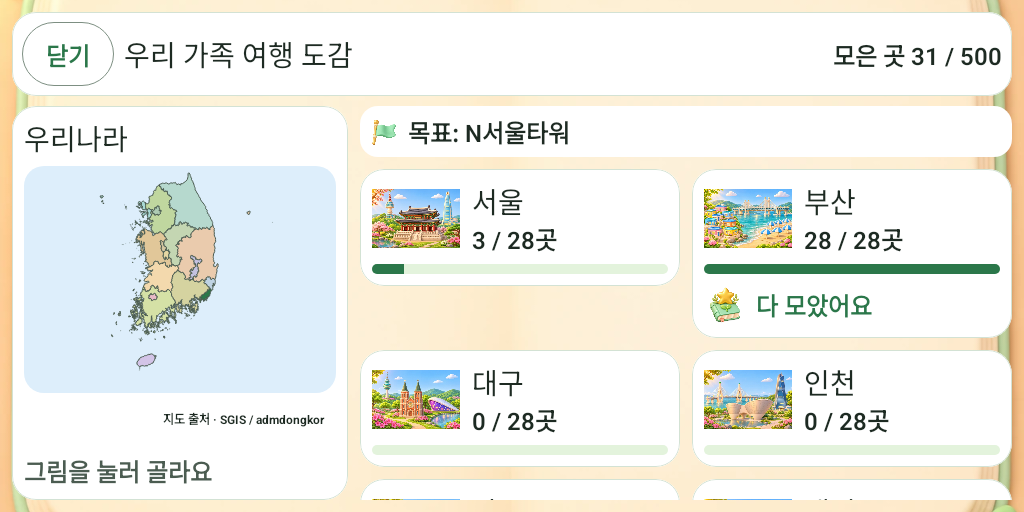 닫기
우리 가족 여행 도감
모은 곳 31 / 500
우리나라
지도 출처 · SGIS / admdongkor
그림을 눌러 골라요
목표: N서울타워
서울
3 / 28곳
부산
28 / 28곳
다 모았어요
대구
0 / 28곳
인천
0 / 28곳